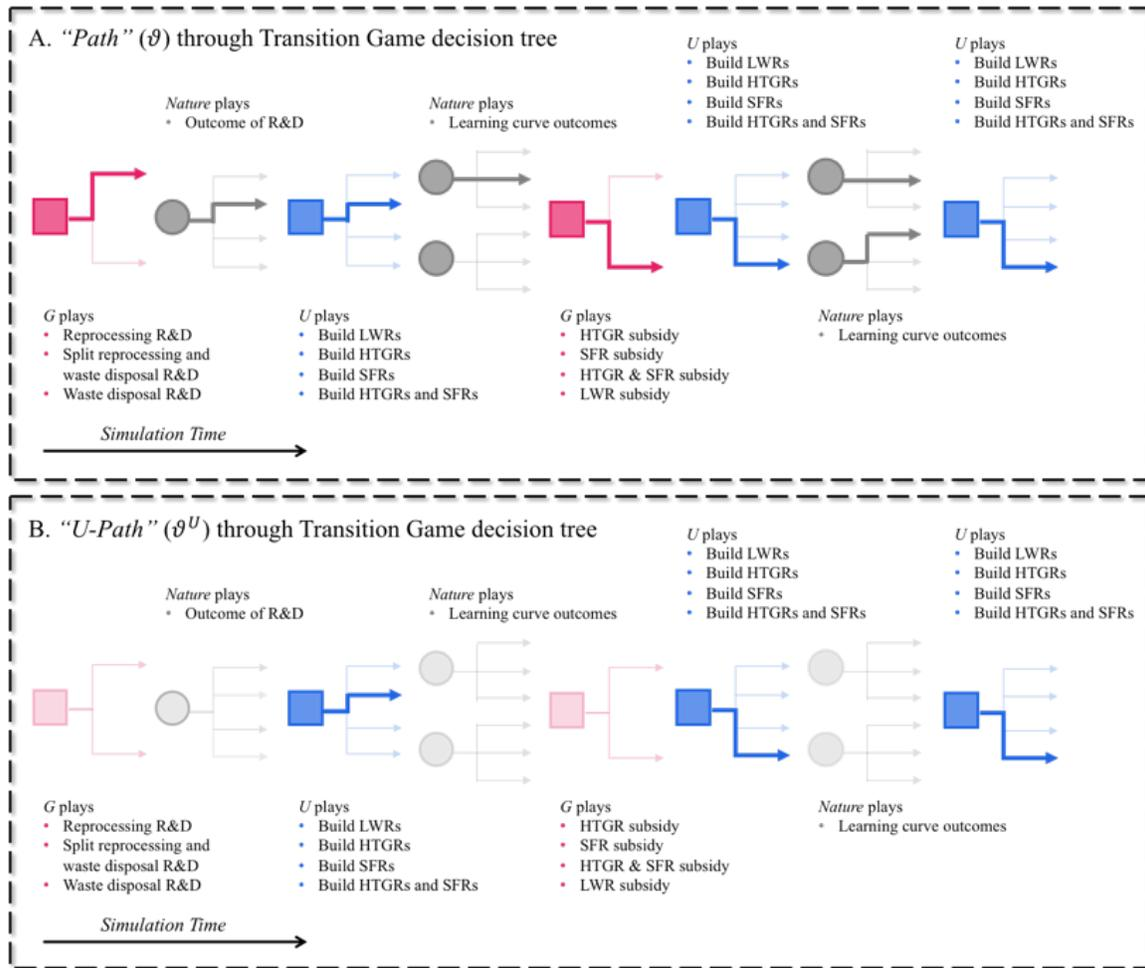 A. “Path” (ϑ) through Transition Game decision tree
U plays
• Build LWRs
• Build HTGRs
• Build SFRs
• Build HTGRs and SFRs
U plays
• Build LWRs
• Build HTGRs
• Build SFRs
• Build HTGRs and SFRs
Nature plays
• Outcome of R&D
Nature plays
• Learning curve outcomes
G plays
• Reprocessing R&D
• Split reprocessing and
waste disposal R&D
• Waste disposal R&D
U plays
• Build LWRs
• Build HTGRs
• Build SFRs
• Build HTGRs and SFRs
G plays
• HTGR subsidy
• SFR subsidy
• HTGR & SFR subsidy
• LWR subsidy
Nature plays
• Learning curve outcomes
Simulation Time
B. “U-Path” (ϑᵁ) through Transition Game decision tree
U plays
• Build LWRs
• Build HTGRs
• Build SFRs
• Build HTGRs and SFRs
U plays
• Build LWRs
• Build HTGRs
• Build SFRs
• Build HTGRs and SFRs
Nature plays
• Outcome of R&D
Nature plays
• Learning curve outcomes
G plays
• Reprocessing R&D
• Split reprocessing and
waste disposal R&D
• Waste disposal R&D
U plays
• Build LWRs
• Build HTGRs
• Build SFRs
• Build HTGRs and SFRs
G plays
• HTGR subsidy
• SFR subsidy
• HTGR & SFR subsidy
• LWR subsidy
Nature plays
• Learning curve outcomes
Simulation Time